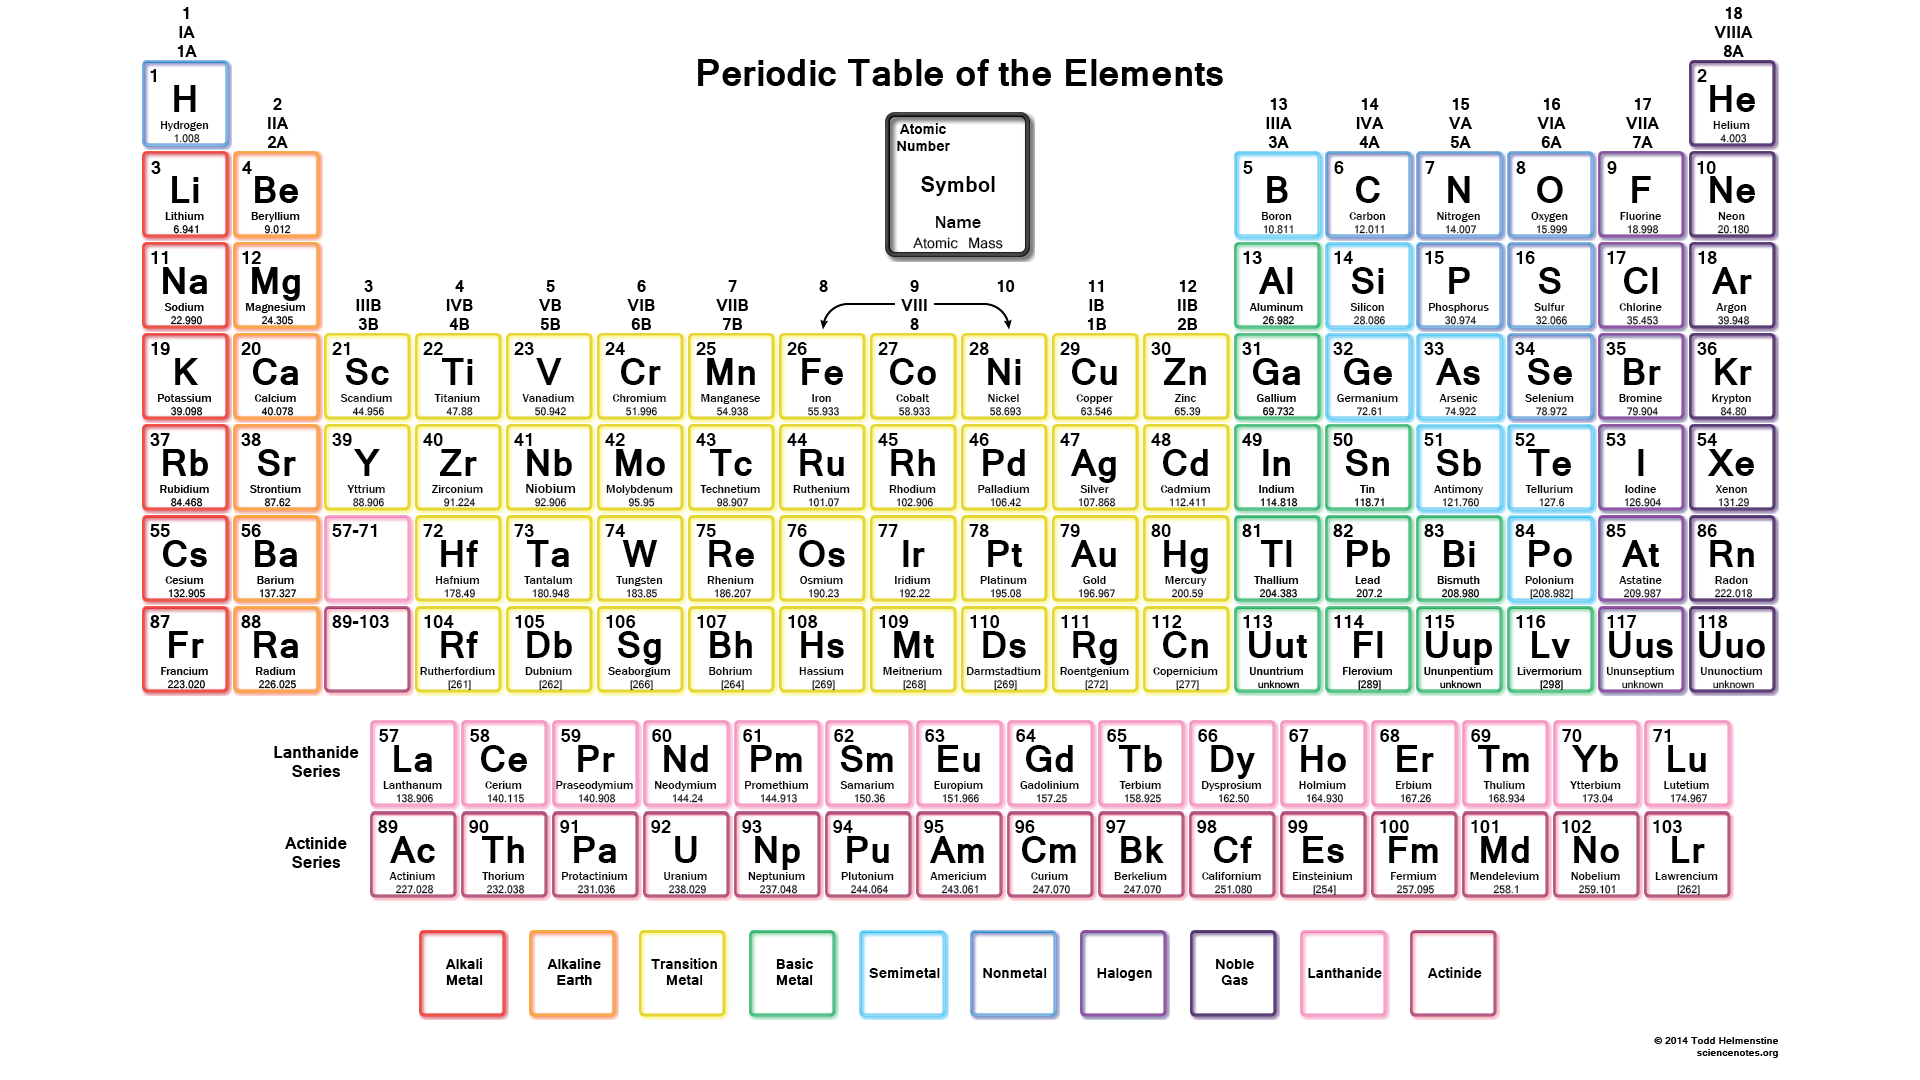 1
IA
1A
18
VIIIA
8A
Periodic Table of the Elements
1
H
Hydrogen
1.008
2
He
Helium
4.003
2
IIA
2A
13
IIIA
3A
14
IVA
4A
15
VA
5A
16
VIA
6A
17
VIIA
7A
Atomic
Number
Symbol
Name
Atomic Mass
3
Li
Lithium
6.941
4
Be
Beryllium
9.012
5
B
Boron
10.811
6
C
Carbon
12.011
7
N
Nitrogen
14.007
8
O
Oxygen
15.999
9
F
Fluorine
18.998
10
Ne
Neon
20.180
11
Na
Sodium
22.990
12
Mg
Magnesium
24.305
3
IIIB
3B
4
IVB
4B
5
VB
5B
6
VIB
6B
7
VIIB
7B
8
9
10
VIII
8
11
IB
1B
12
IIB
2B
13
Al
Aluminum
26.982
14
Si
Silicon
28.086
15
P
Phosphorus
30.974
16
S
Sulfur
32.066
17
Cl
Chlorine
35.453
18
Ar
Argon
39.948
19
K
Potassium
39.098
20
Ca
Calcium
40.078
21
Sc
Scandium
44.956
22
Ti
Titanium
47.88
23
V
Vanadium
50.942
24
Cr
Chromium
51.996
25
Mn
Manganese
54.938
26
Fe
Iron
55.933
27
Co
Cobalt
58.933
28
Ni
Nickel
58.693
29
Cu
Copper
63.546
30
Zn
Zinc
65.39
31
Ga
Gallium
69.732
32
Ge
Germanium
72.61
33
As
Arsenic
74.922
34
Se
Selenium
78.972
35
Br
Bromine
79.904
36
Kr
Krypton
84.80
37
Rb
Rubidium
84.468
38
Sr
Strontium
87.62
39
Y
Yttrium
88.906
40
Zr
Zirconium
91.224
41
Nb
Niobium
92.906
42
Mo
Molybdenum
95.95
43
Tc
Technetium
98.907
44
Ru
Ruthenium
101.07
45
Rh
Rhodium
102.906
46
Pd
Palladium
106.42
47
Ag
Silver
107.868
48
Cd
Cadmium
112.411
49
In
Indium
114.818
50
Sn
Tin
118.71
51
Sb
Antimony
121.760
52
Te
Tellurium
127.6
53
I
Iodine
126.904
54
Xe
Xenon
131.29
55
Cs
Cesium
132.905
56
Ba
Barium
137.327
57-71
72
Hf
Hafnium
178.49
73
Ta
Tantalum
180.948
74
W
Tungsten
183.85
75
Re
Rhenium
186.207
76
Os
Osmium
190.23
77
Ir
Iridium
192.22
78
Pt
Platinum
195.08
79
Au
Gold
196.967
80
Hg
Mercury
200.59
81
Tl
Thallium
204.383
82
Pb
Lead
207.2
83
Bi
Bismuth
208.980
84
Po
Polonium
[208.982]
85
At
Astatine
209.987
86
Rn
Radon
222.018
87
Fr
Francium
223.020
88
Ra
Radium
226.025
89-103
104
Rf
Rutherfordium
[261]
105
Db
Dubnium
[262]
106
Sg
Seaborgium
[266]
107
Bh
Bohrium
[264]
108
Hs
Hassium
[269]
109
Mt
Meitnerium
[268]
110
Ds
Darmstadtium
[269]
111
Rg
Roentgenium
[272]
112
Cn
Copernicium
[277]
113
Uut
Ununtrium
unknown
114
Fl
Flerovium
[289]
115
Uup
Ununpentium
unknown
116
Lv
Livermorium
[298]
117
Uus
Ununseptium
unknown
118
Uuo
Ununoctium
unknown
Lanthanide
Series
57
La
Lanthanum
138.906
58
Ce
Cerium
140.115
59
Pr
Praseodymium
140.908
60
Nd
Neodymium
144.24
61
Pm
Promethium
144.913
62
Sm
Samarium
150.36
63
Eu
Europium
151.966
64
Gd
Gadolinium
157.25
65
Tb
Terbium
158.925
66
Dy
Dysprosium
162.50
67
Ho
Holmium
164.930
68
Er
Erbium
167.26
69
Tm
Thulium
168.934
70
Yb
Ytterbium
173.04
71
Lu
Lutetium
174.967
Actinide
Series
89
Ac
Actinium
227.028
90
Th
Thorium
232.038
91
Pa
Protactinium
231.036
92
U
Uranium
238.029
93
Np
Neptunium
237.048
94
Pu
Plutonium
244.064
95
Am
Americium
243.061
96
Cm
Curium
247.070
97
Bk
Berkelium
247.070
98
Cf
Californium
251.080
99
Es
Einsteinium
[254]
100
Fm
Fermium
257.095
101
Md
Mendelevium
258.1
102
No
Nobelium
259.101
103
Lr
Lawrencium
[262]
Alkali
Metal
Alkaline
Earth
Transition
Metal
Basic
Metal
Semimetal
Nonmetal
Halogen
Noble
Gas
Lanthanide
Actinide
© 2014 Todd Helmenstine
sciencenotes.org